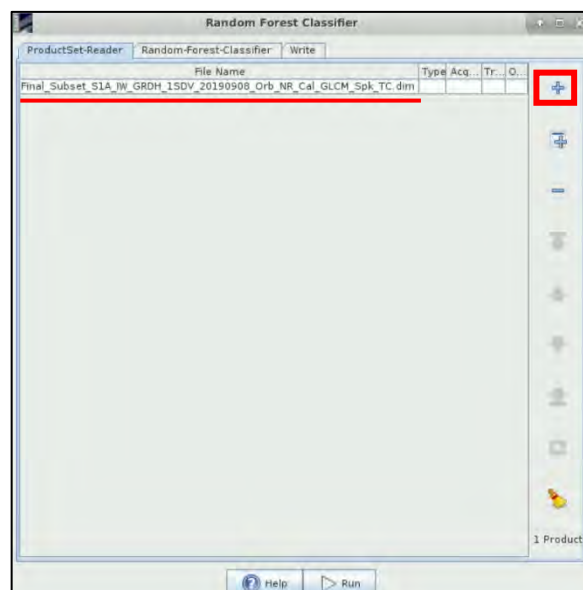 Random Forest Classifier
ProductSet-Reader Random-Forest-Classifier Write
File Name Type Acq... Tr... O...
Final_Subset_S1A_IW_GRDH_1SDV_20190908_Orb_NR_Cal_GLCM_Spk_TC.dim
1 Product
Help Run